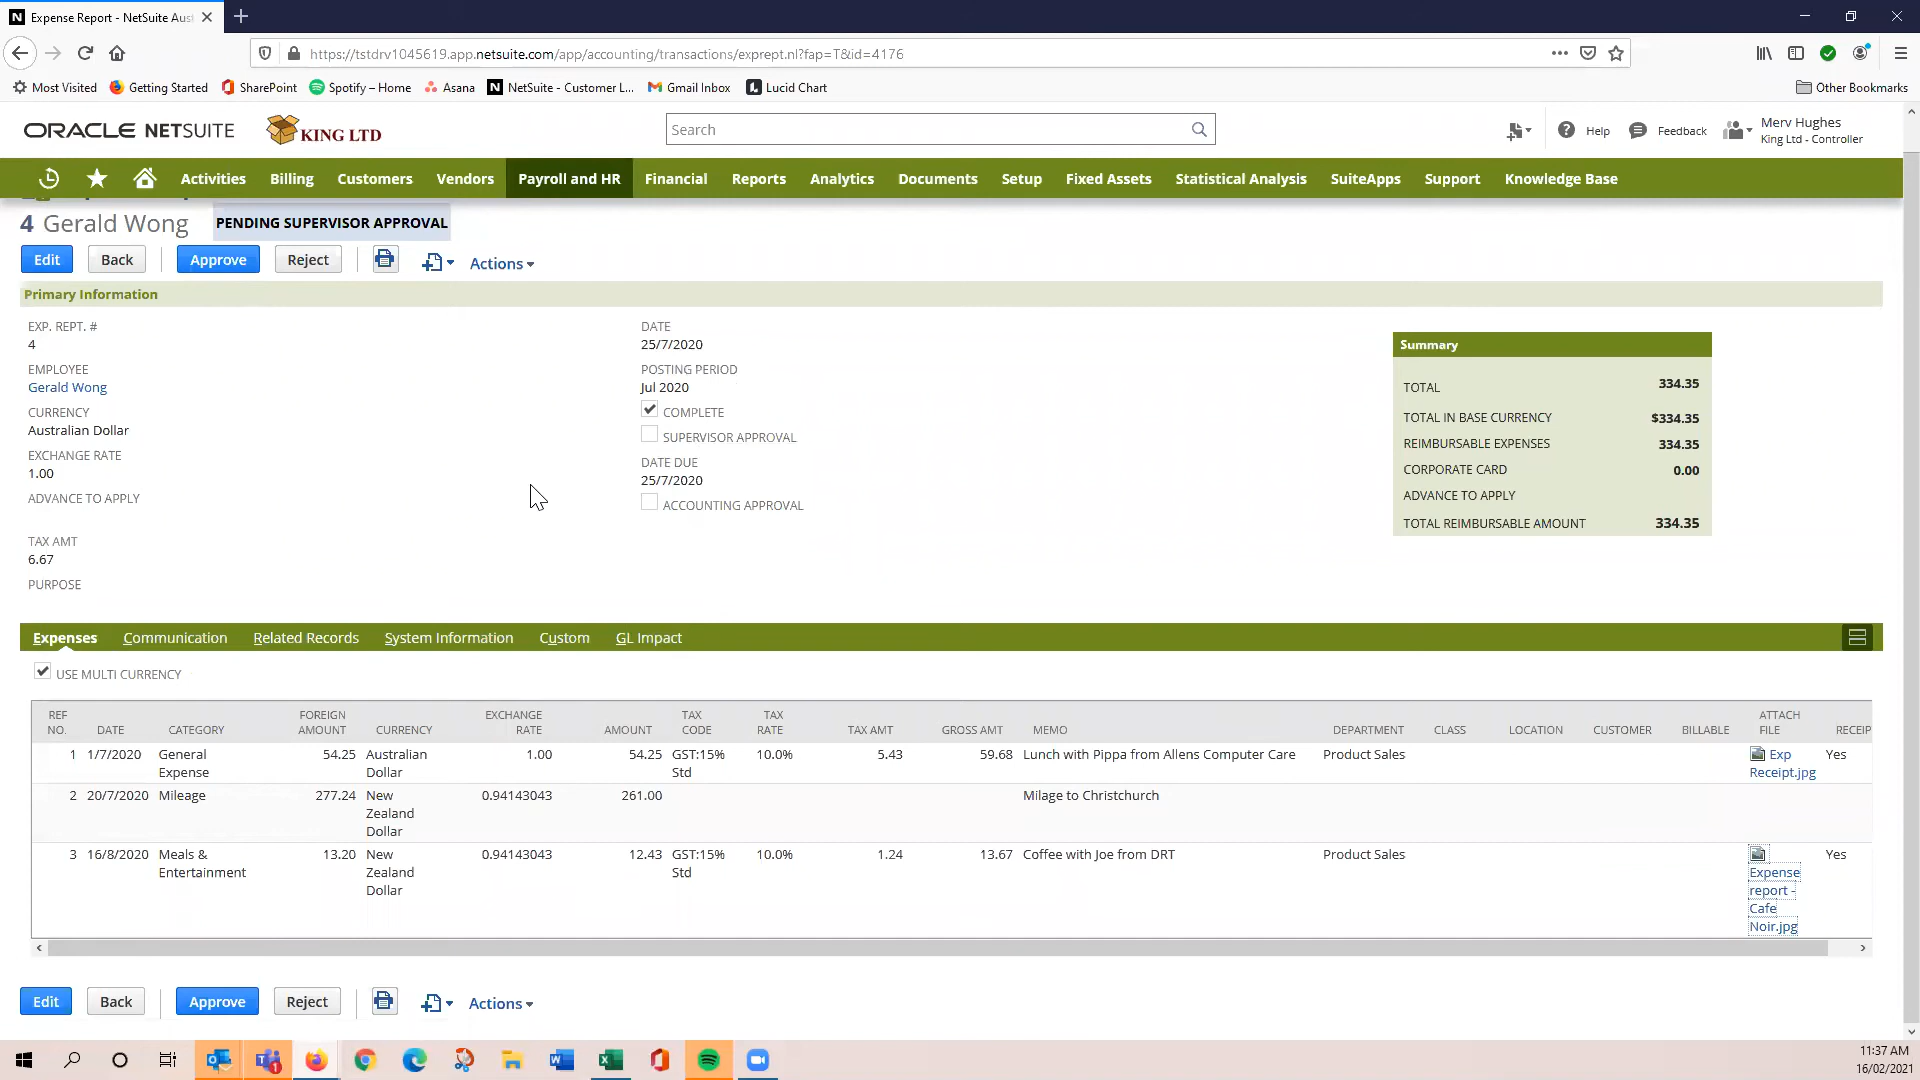 Expense Report - NetSuite Aus
https://tstdrv1045619.app.netsuite.com/app/accounting/transactions/exprept.nl?fap=T&id=4176
Most Visited Getting Started SharePoint Spotify – Home Asana NetSuite - Customer L... Gmail Inbox Lucid Chart Other Bookmarks
ORACLE NETSUITE KING LTD Search Help Feedback Merv Hughes
King Ltd - Controller
Activities Billing Customers Vendors Payroll and HR Financial Reports Analytics Documents Setup Fixed Assets Statistical Analysis SuiteApps Support Knowledge Base
4 Gerald Wong PENDING SUPERVISOR APPROVAL
Edit Back Approve Reject Actions
Primary Information
EXP. REPT. #
4
EMPLOYEE
Gerald Wong
CURRENCY
Australian Dollar
EXCHANGE RATE
1.00
ADVANCE TO APPLY
TAX AMT
6.67
PURPOSE
DATE
25/7/2020
POSTING PERIOD
Jul 2020
COMPLETE
SUPERVISOR APPROVAL
DATE DUE
25/7/2020
ACCOUNTING APPROVAL
Summary
TOTAL 334.35
TOTAL IN BASE CURRENCY $334.35
REIMBURSABLE EXPENSES 334.35
CORPORATE CARD 0.00
ADVANCE TO APPLY
TOTAL REIMBURSABLE AMOUNT 334.35
Expenses Communication Related Records System Information Custom GL Impact
USE MULTI CURRENCY
REF NO. DATE CATEGORY FOREIGN AMOUNT CURRENCY EXCHANGE RATE AMOUNT TAX CODE TAX RATE TAX AMT GROSS AMT MEMO DEPARTMENT CLASS LOCATION CUSTOMER BILLABLE ATTACH FILE RECEIP
1 1/7/2020 General Expense 54.25 Australian Dollar 1.00 54.25 GST:15% Std 10.0% 5.43 59.68 Lunch with Pippa from Allens Computer Care Product Sales Exp Receipt.jpg Yes
2 20/7/2020 Mileage 277.24 New Zealand Dollar 0.94143043 261.00 Milage to Christchurch
3 16/8/2020 Meals & Entertainment 13.20 New Zealand Dollar 0.94143043 12.43 GST:15% Std 10.0% 1.24 13.67 Coffee with Joe from DRT Product Sales Expense report - Cafe Noir.jpg Yes
Edit Back Approve Reject Actions
11:37 AM
16/02/2021